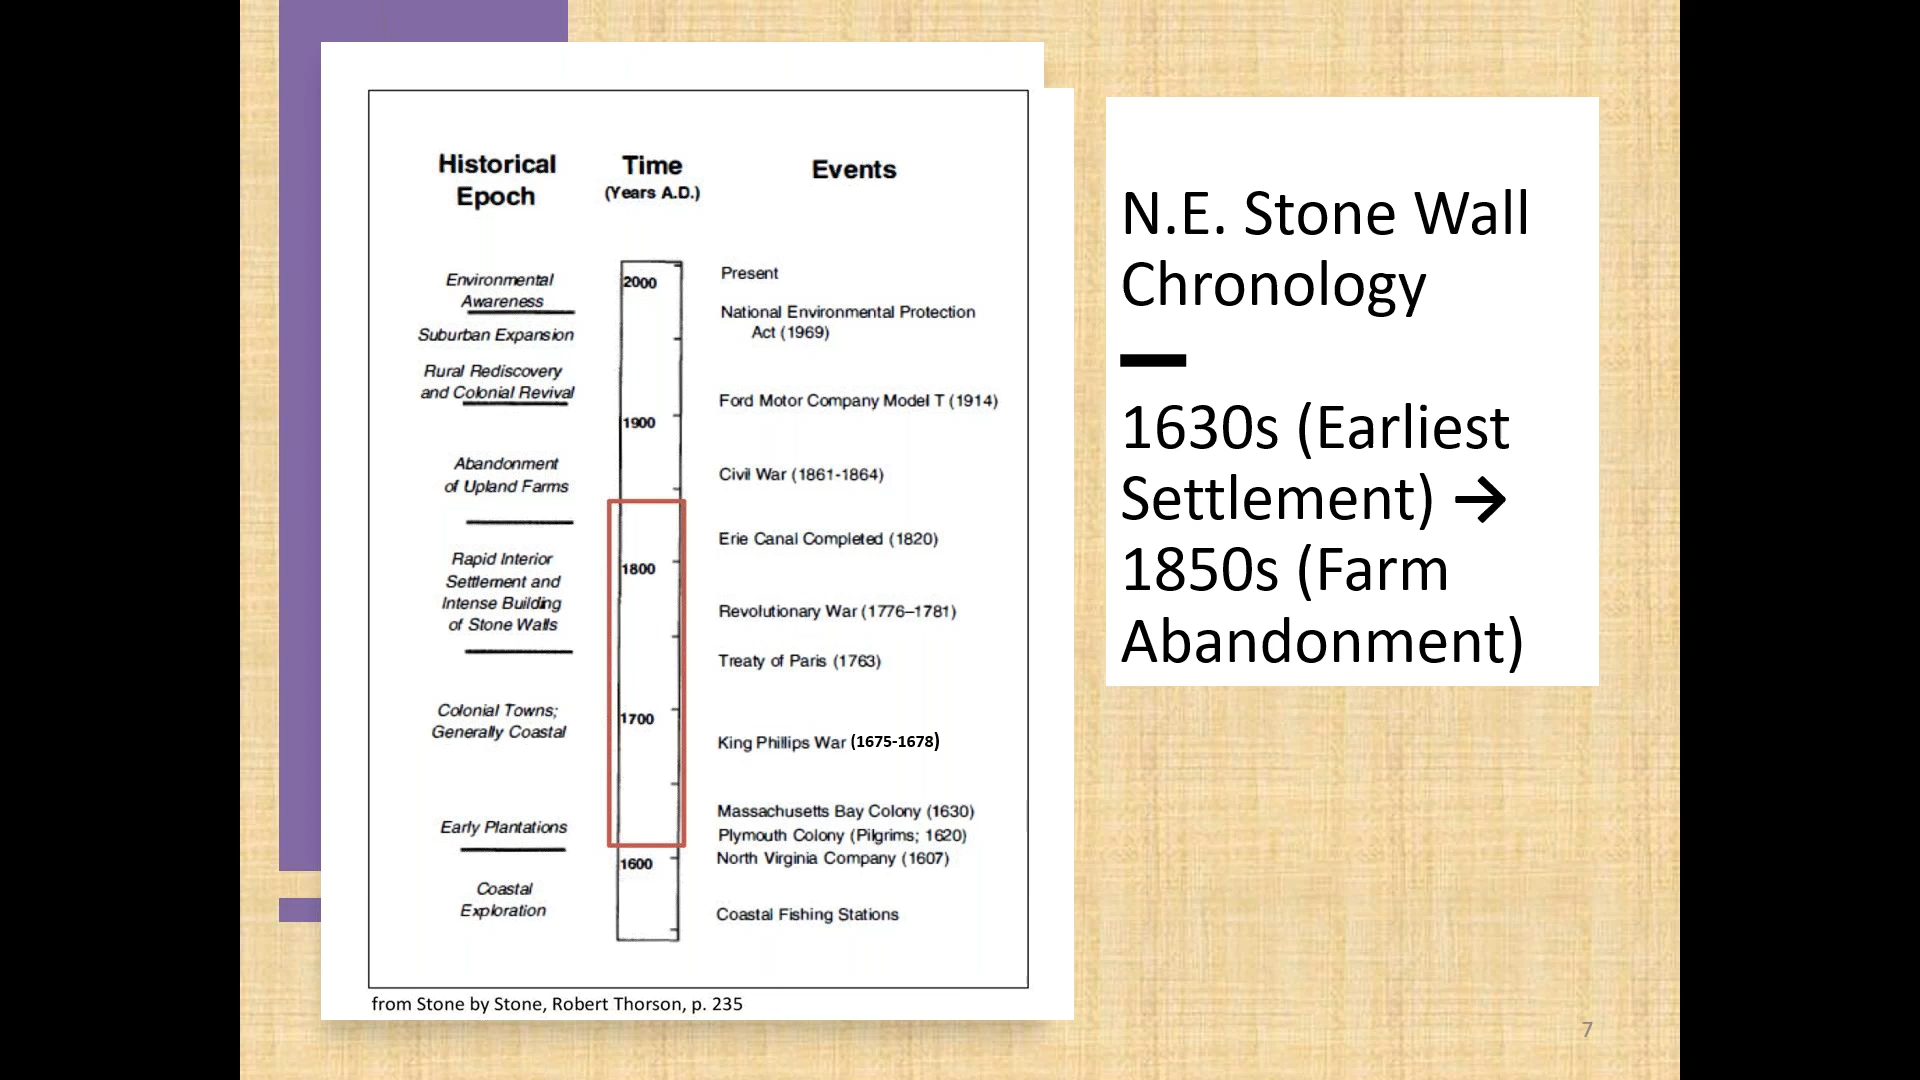 Historical
Epoch
Time
(Years A.D.)
Events
Environmental
Awareness
Suburban Expansion
Rural Rediscovery
and Colonial Revival
Abandonment
of Upland Farms
Rapid Interior
Settlement and
Intense Building
of Stone Walls
Colonial Towns;
Generally Coastal
Early Plantations
Coastal
Exploration
2000
1900
1800
1700
1600
Present
National Environmental Protection
Act (1969)
Ford Motor Company Model T (1914)
Civil War (1861-1864)
Erie Canal Completed (1820)
Revolutionary War (1776–1781)
Treaty of Paris (1763)
King Phillips War (1675-1678)
Massachusetts Bay Colony (1630)
Plymouth Colony (Pilgrims; 1620)
North Virginia Company (1607)
Coastal Fishing Stations
from Stone by Stone, Robert Thorson, p. 235
N.E. Stone Wall
Chronology
1630s (Earliest
Settlement) →
1850s (Farm
Abandonment)
7